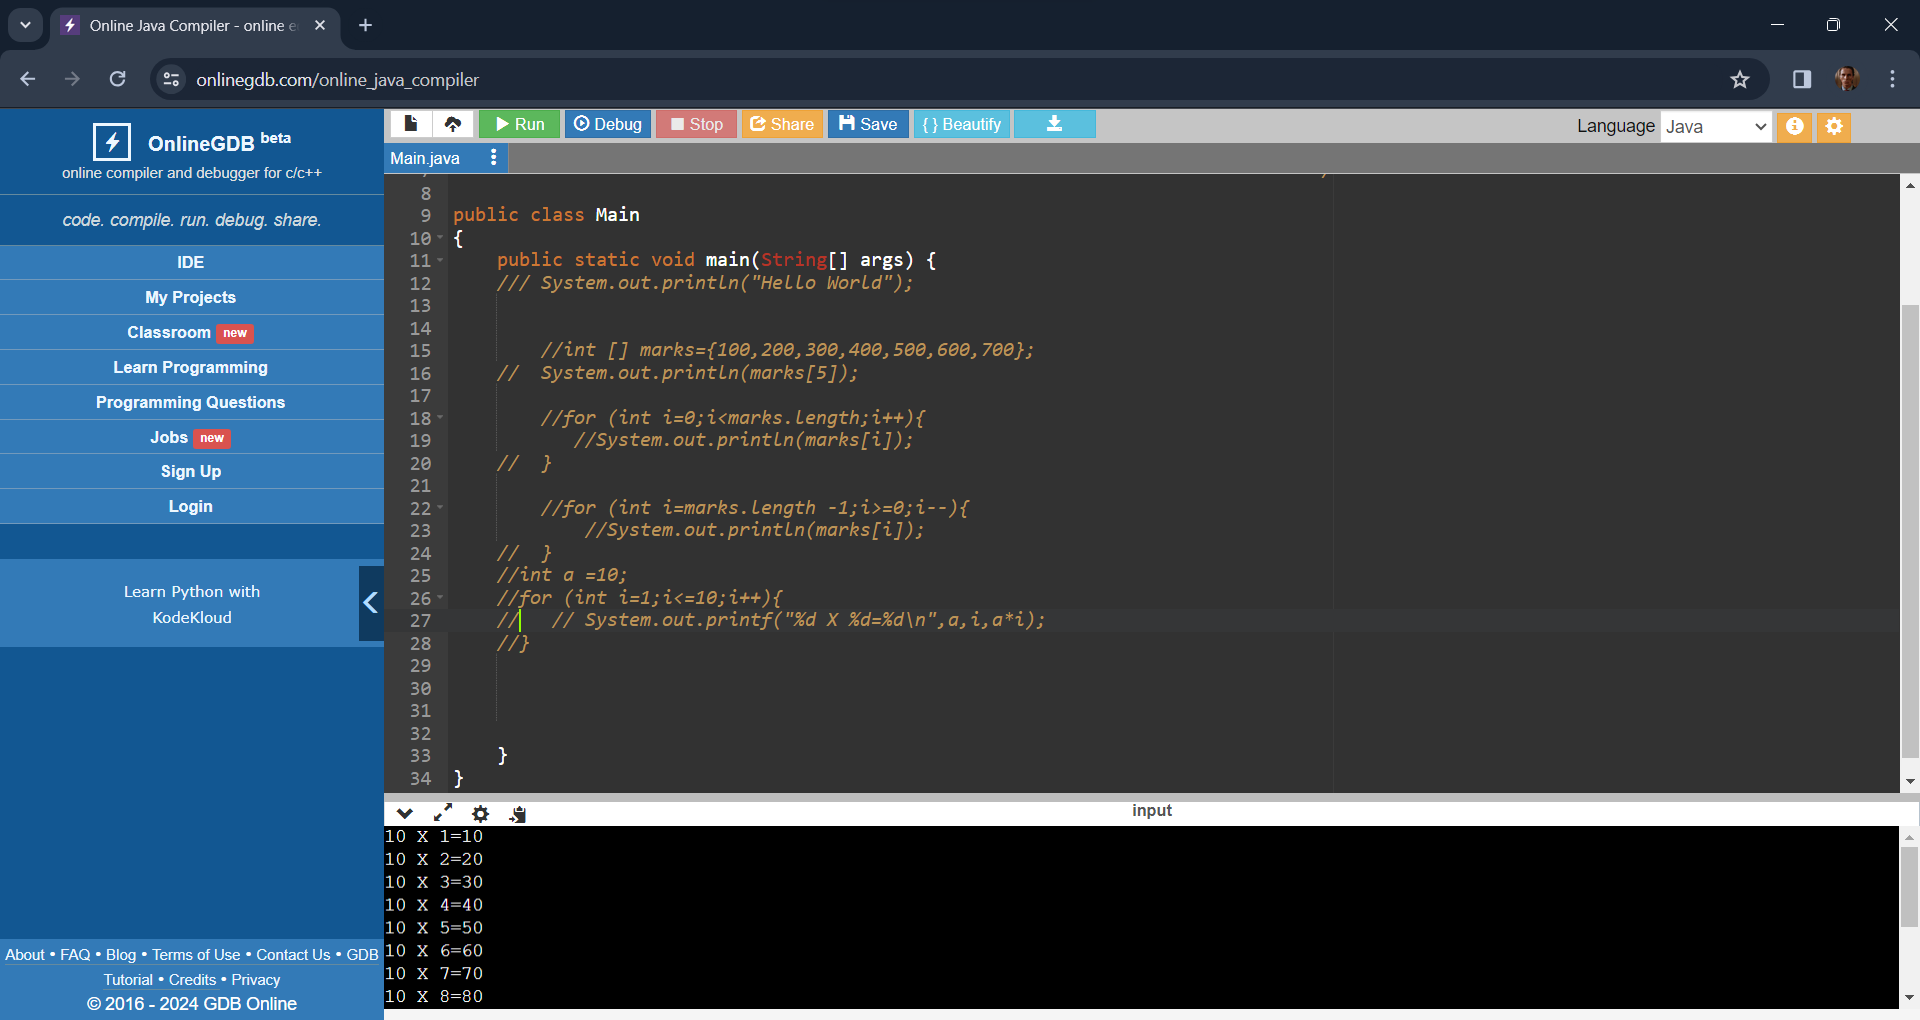 Online Java Compiler - online e
onlinegdb.com/online_java_compiler
OnlineGDB beta
online compiler and debugger for c/c++
code. compile. run. debug. share.
IDE
My Projects
Classroom new
Learn Programming
Programming Questions
Jobs new
Sign Up
Login
Learn Python with
KodeKloud
About • FAQ • Blog • Terms of Use • Contact Us • GDB
Tutorial • Credits • Privacy
© 2016 - 2024 GDB Online
Run Debug Stop Share Save { } Beautify Language Java
Main.java
8
9 public class Main
10 {
11 public static void main(String[] args) {
12 /// System.out.println("Hello World");
13
14
15 //int [] marks={100,200,300,400,500,600,700};
16 // System.out.println(marks[5]);
17
18 //for (int i=0;i<marks.length;i++){
19 //System.out.println(marks[i]);
20 // }
21
22 //for (int i=marks.length -1;i>=0;i--){
23 //System.out.println(marks[i]);
24 // }
25 //int a =10;
26 //for (int i=1;i<=10;i++){
27 // // System.out.printf("%d X %d=%d\n",a,i,a*i);
28 //}
29
30
31
32
33 }
34 }
input
10 X 1=10
10 X 2=20
10 X 3=30
10 X 4=40
10 X 5=50
10 X 6=60
10 X 7=70
10 X 8=80